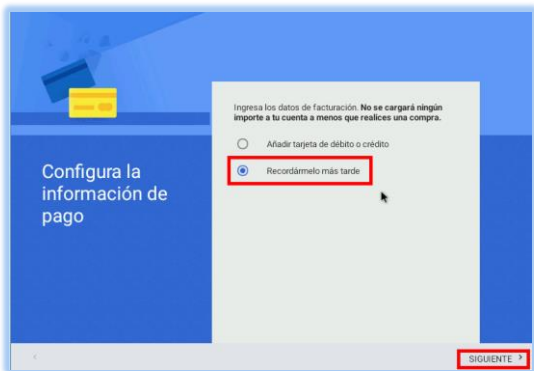 Configura la
información de
pago
Ingresa los datos de facturación. No se cargará ningún
importe a tu cuenta a menos que realices una compra.
Añadir tarjeta de débito o crédito
Recordármelo más tarde
SIGUIENTE